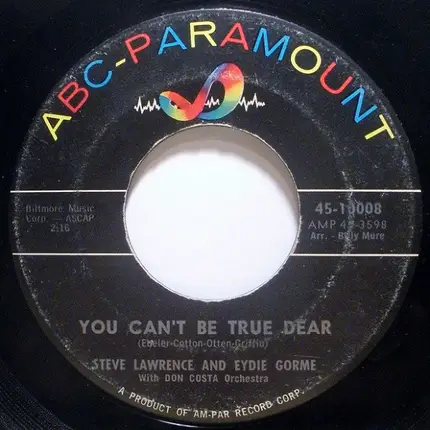 ABC-PARAMOUNT
Biltmore Music
Corp. — ASCAP
2:16
45-10008
AMP 45-3598
Arr. - Billy Mure
YOU CAN'T BE TRUE DEAR
(Ebeler-Cotton-Otten-Griffin)
STEVE LAWRENCE AND EYDIE GORME
With DON COSTA Orchestra
A PRODUCT OF AM-PAR RECORD CORP.